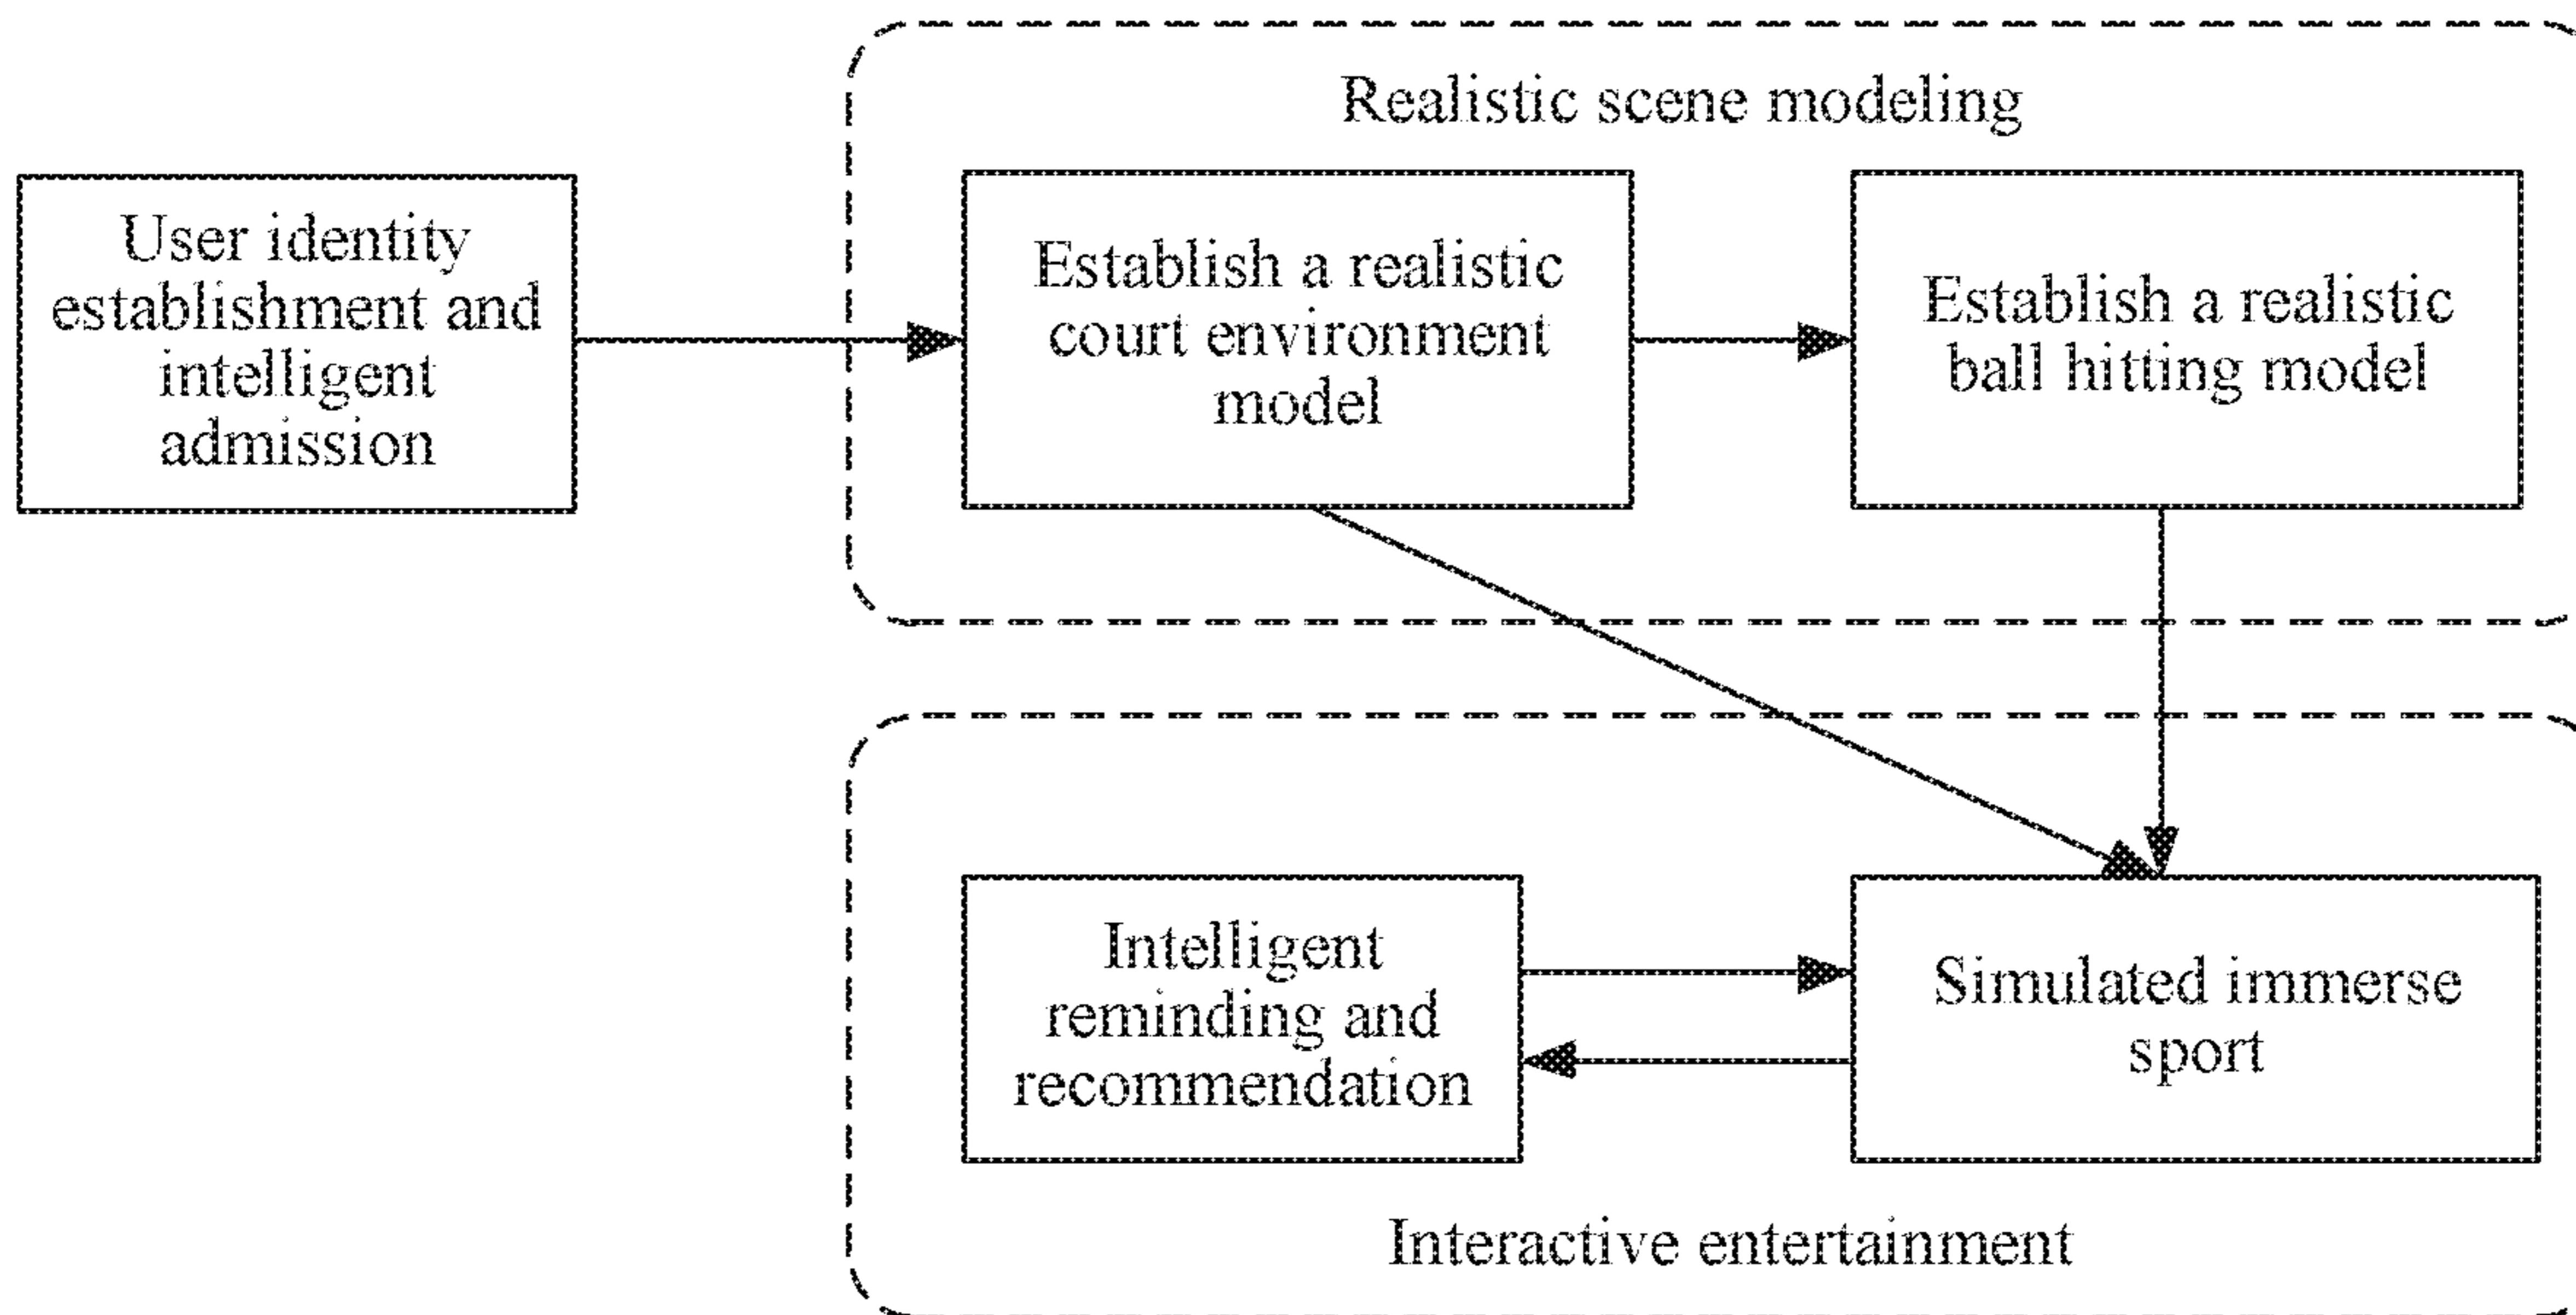 Realistic scene modeling
User identity
establishment and
intelligent
admission
Establish a realistic
court environment
model
Establish a realistic
ball hitting model
Intelligent
reminding and
recommendation
Simulated immerse
sport
Interactive entertainment